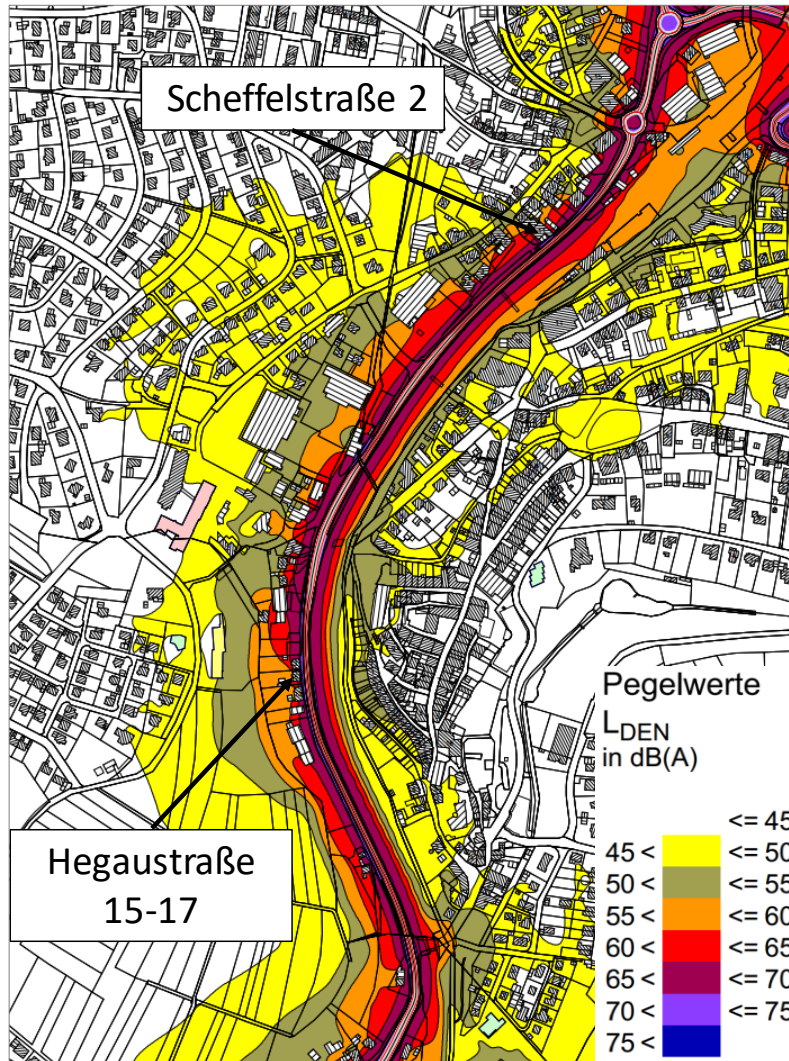 Scheffelstraße 2
Hegaustraße
15-17
Pegelwerte
LDEN
in dB(A)
<= 45
45 < <= 50
50 < <= 55
55 < <= 60
60 < <= 65
65 < <= 70
70 < <= 75
75 <